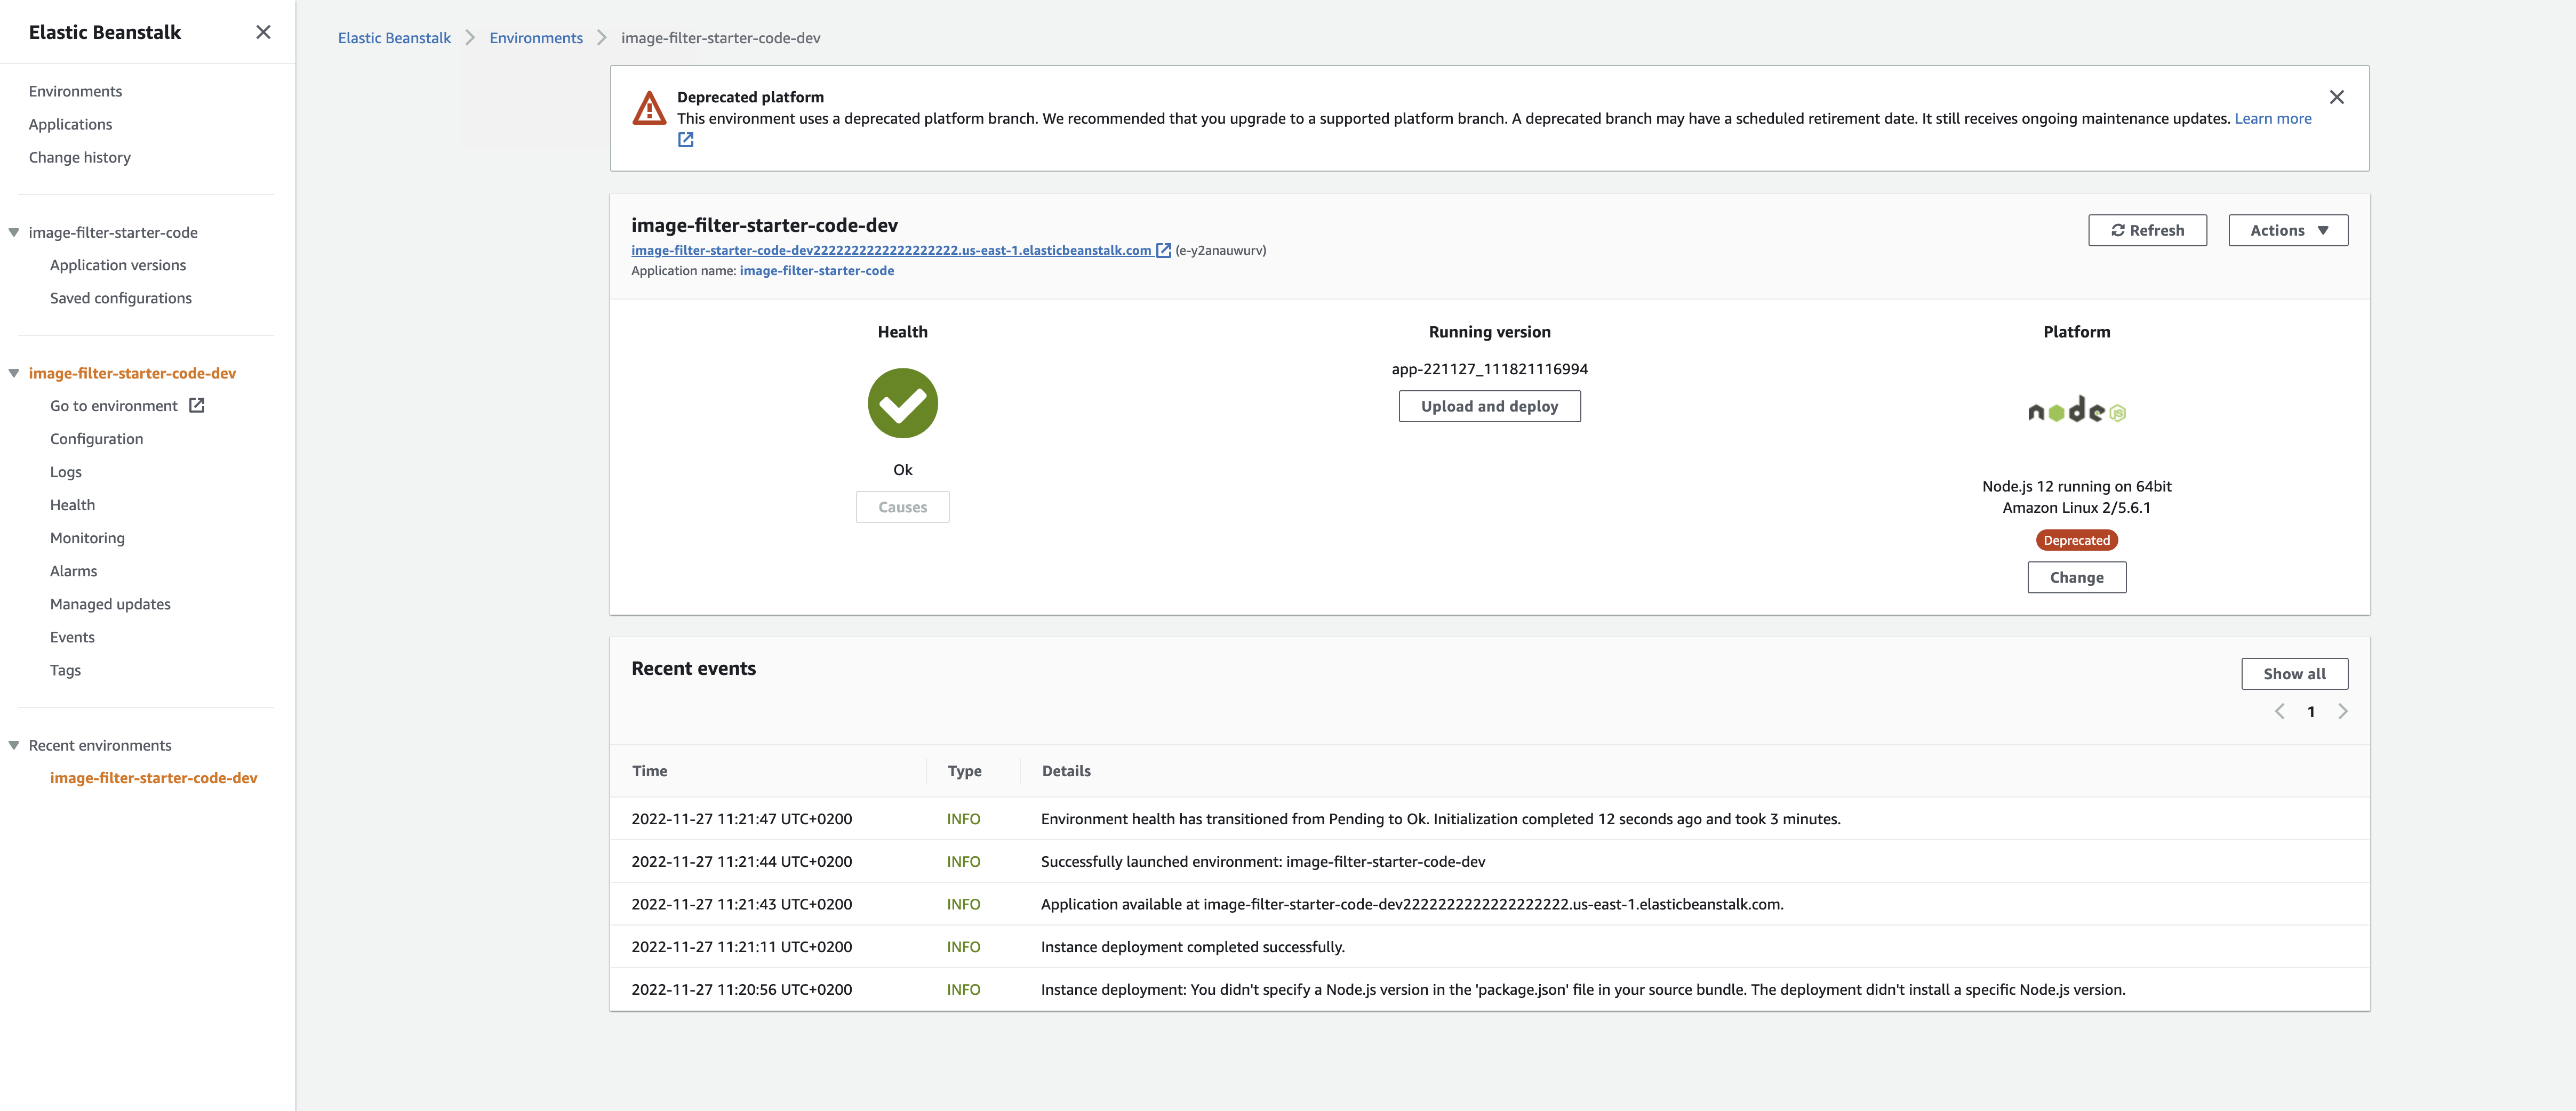 Elastic Beanstalk
Environments
Applications
Change history
image-filter-starter-code
Application versions
Saved configurations
image-filter-starter-code-dev
Go to environment
Configuration
Logs
Health
Monitoring
Alarms
Managed updates
Events
Tags
Recent environments
image-filter-starter-code-dev
Elastic Beanstalk > Environments > image-filter-starter-code-dev
Deprecated platform
This environment uses a deprecated platform branch. We recommended that you upgrade to a supported platform branch. A deprecated branch may have a scheduled retirement date. It still receives ongoing maintenance updates. Learn more
image-filter-starter-code-dev
Refresh
Actions
image-filter-starter-code-dev2222222222222222222.us-east-1.elasticbeanstalk.com (e-y2anauwurv)
Application name: image-filter-starter-code
Health
Ok
Causes
Running version
app-221127_111821116994
Upload and deploy
Platform
node JS
Node.js 12 running on 64bit
Amazon Linux 2/5.6.1
Deprecated
Change
Recent events
Show all
1
Time Type Details
2022-11-27 11:21:47 UTC+0200 INFO Environment health has transitioned from Pending to Ok. Initialization completed 12 seconds ago and took 3 minutes.
2022-11-27 11:21:44 UTC+0200 INFO Successfully launched environment: image-filter-starter-code-dev
2022-11-27 11:21:43 UTC+0200 INFO Application available at image-filter-starter-code-dev2222222222222222222.us-east-1.elasticbeanstalk.com.
2022-11-27 11:21:11 UTC+0200 INFO Instance deployment completed successfully.
2022-11-27 11:20:56 UTC+0200 INFO Instance deployment: You didn't specify a Node.js version in the 'package.json' file in your source bundle. The deployment didn't install a specific Node.js version.